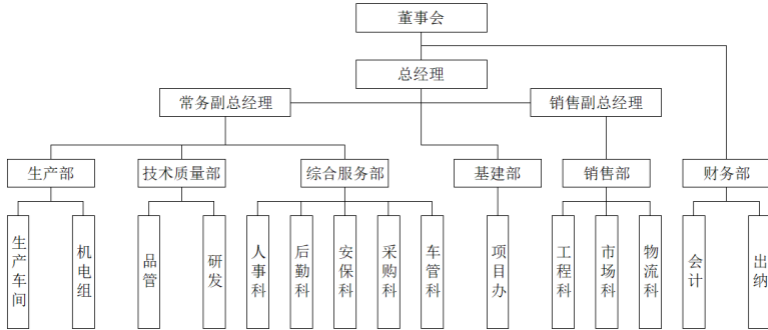 董事会
总经理
常务副总经理
销售副总经理
生产部
技术质量部
综合服务部
基建部
销售部
财务部
生产车间
机电组
品管
研发
人事科
后勤科
安保科
采购科
车管科
项目办
工程科
市场科
物流科
会计
出纳